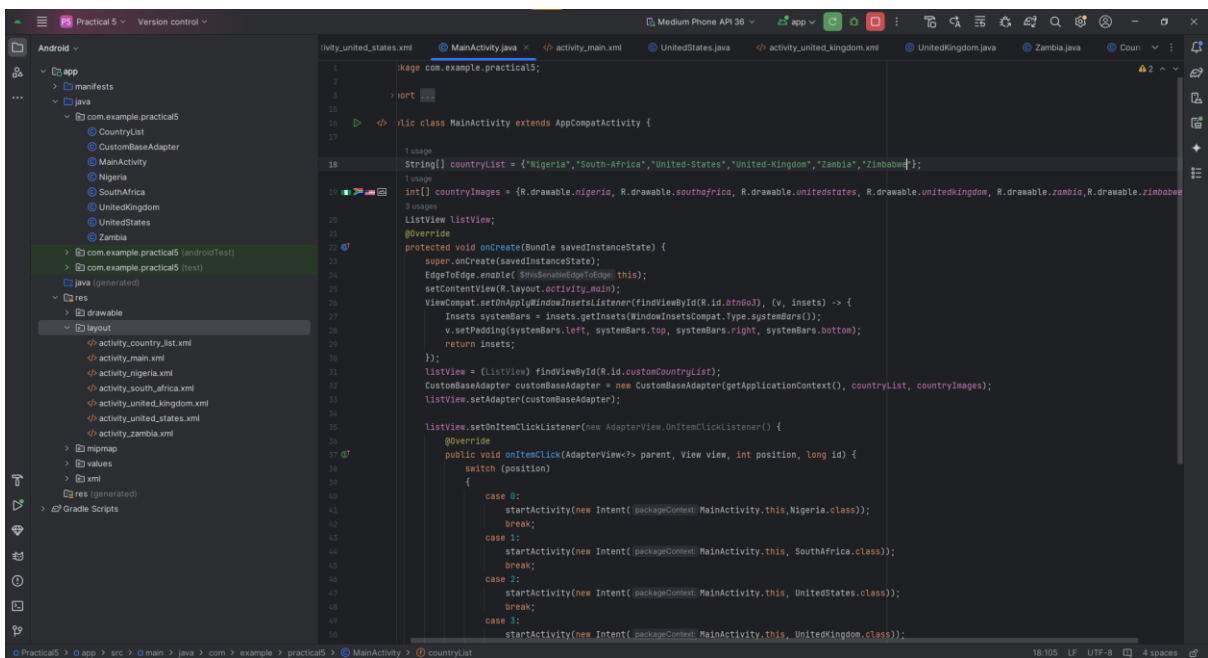 PS Practical 5 Version control Medium Phone API 36 app
Android
app
manifests
java
com.example.practical5
CountryList
CustomBaseAdapter
MainActivity
Nigeria
SouthAfrica
UnitedKingdom
UnitedStates
Zambia
com.example.practical5 (androidTest)
com.example.practical5 (test)
java (generated)
res
drawable
layout
activity_country_list.xml
activity_main.xml
activity_nigeria.xml
activity_south_africa.xml
activity_united_kingdom.xml
activity_united_states.xml
activity_zambia.xml
mipmap
values
xml
res (generated)
Gradle Scripts
tivity_united_states.xml MainActivity.java activity_main.xml UnitedStates.java activity_united_kingdom.xml UnitedKingdom.java Zambia.java Coun
2
1 kage com.example.practical5;
2
3 >ort ...
15
16 lic class MainActivity extends AppCompatActivity {
17
1 usage
18 String[] countryList = {"Nigeria","South-Africa","United-States","United-Kingdom","Zambia","Zimbabwe"};
1 usage
19 int[] countryImages = {R.drawable.nigeria, R.drawable.southafrica, R.drawable.unitedstates, R.drawable.unitedkingdom, R.drawable.zambia,R.drawable.zimbabwe
3 usages
20 ListView listView;
21 @Override
22 protected void onCreate(Bundle savedInstanceState) {
23 super.onCreate(savedInstanceState);
24 EdgeToEdge.enable( $this$enableEdgeToEdge: this);
25 setContentView(R.layout.activity_main);
26 ViewCompat.setOnApplyWindowInsetsListener(findViewById(R.id.btnGo3), (v, insets) -> {
27 Insets systemBars = insets.getInsets(WindowInsetsCompat.Type.systemBars());
28 v.setPadding(systemBars.left, systemBars.top, systemBars.right, systemBars.bottom);
29 return insets;
30 });
31 listView = (ListView) findViewById(R.id.customCountryList);
32 CustomBaseAdapter customBaseAdapter = new CustomBaseAdapter(getApplicationContext(), countryList, countryImages);
33 listView.setAdapter(customBaseAdapter);
34
35 listView.setOnItemClickListener(new AdapterView.OnItemClickListener() {
36 @Override
37 public void onItemClick(AdapterView<?> parent, View view, int position, long id) {
38 switch (position)
39 {
40 case 0:
41 startActivity(new Intent( packageContext: MainActivity.this,Nigeria.class));
42 break;
43 case 1:
44 startActivity(new Intent( packageContext: MainActivity.this, SouthAfrica.class));
45 break;
46 case 2:
47 startActivity(new Intent( packageContext: MainActivity.this, UnitedStates.class));
48 break;
49 case 3:
50 startActivity(new Intent( packageContext: MainActivity.this, UnitedKingdom.class));
Practical5 > app > src > main > java > com > example > practical5 > MainActivity > countryList 18:105 LF UTF-8 4 spaces